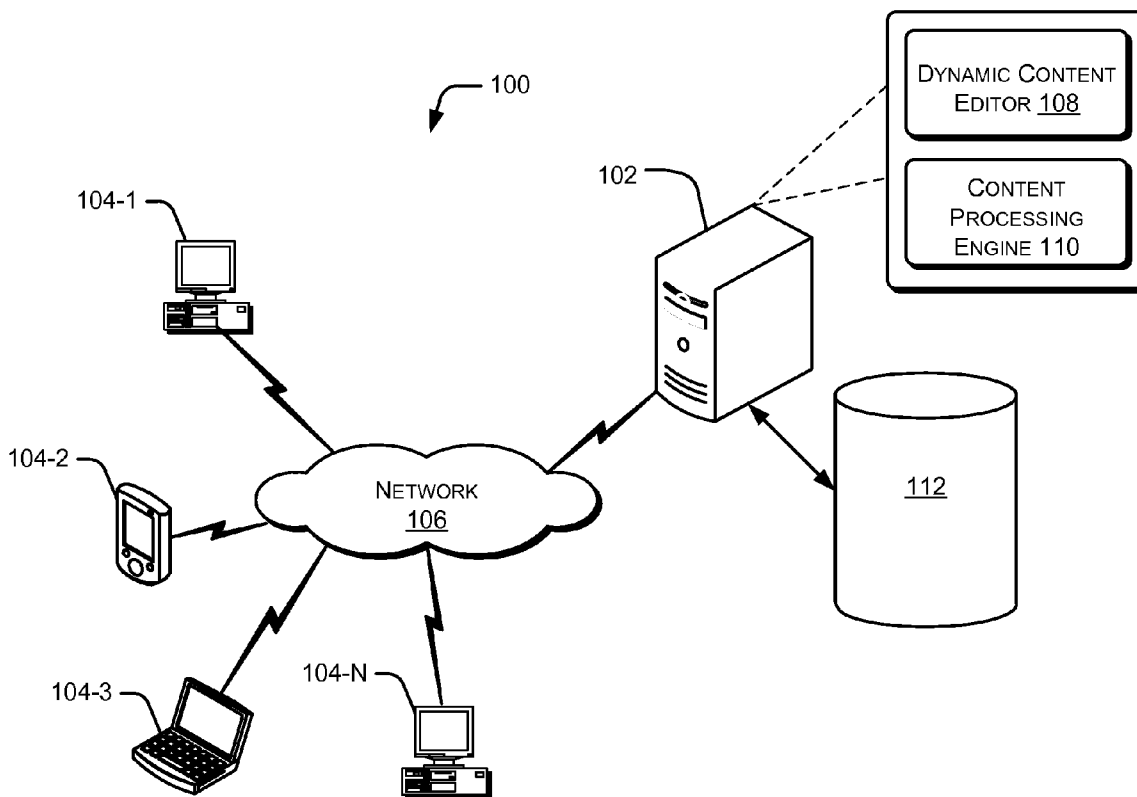 100
DYNAMIC CONTENT
EDITOR 108
CONTENT
PROCESSING
ENGINE 110
102
104-1
104-2
NETWORK
106
112
104-3
104-N